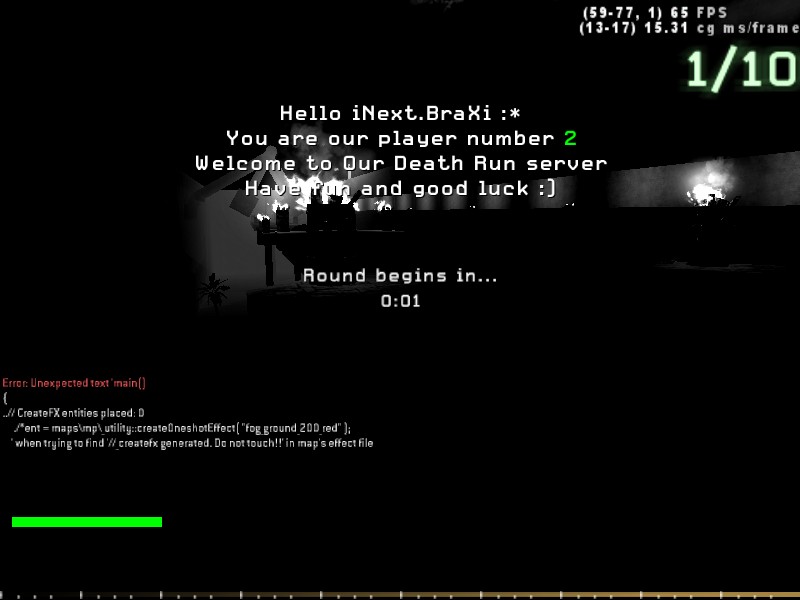 (59-77, 1) 65 FPS
(13-17) 15.31 cg ms/frame
1/10
Hello iNext.BraXi :*
You are our player number 2
Welcome to Our Death Run server
Have fun and good luck :)
Round begins in...
0:01
Error: Unexpected text 'main()
{
..// CreateFX entities placed: 0
./*ent = maps\mp\_utility::createOneshotEffect( "fog_ground_200_red" );
' when trying to find '//_createfx generated. Do not touch!!' in map's effect file